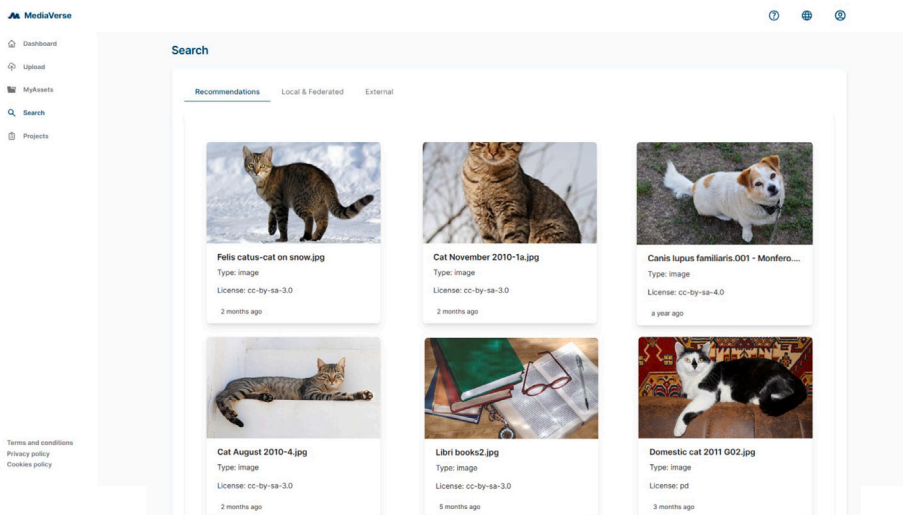 MediaVerse
Dashboard
Upload
MyAssets
Search
Projects
Terms and conditions
Privacy policy
Cookies policy
Search
Recommendations
Local & Federated
External
Felis catus-cat on snow.jpg
Type: image
License: cc-by-sa-3.0
2 months ago
Cat November 2010-1a.jpg
Type: image
License: cc-by-sa-3.0
2 months ago
Canis lupus familiaris.001 - Monfero....
Type: image
License: cc-by-sa-4.0
a year ago
Cat August 2010-4.jpg
Type: image
License: cc-by-sa-3.0
2 months ago
Libri books2.jpg
Type: image
License: cc-by-sa-3.0
5 months ago
Domestic cat 2011 G02.jpg
Type: image
License: pd
3 months ago